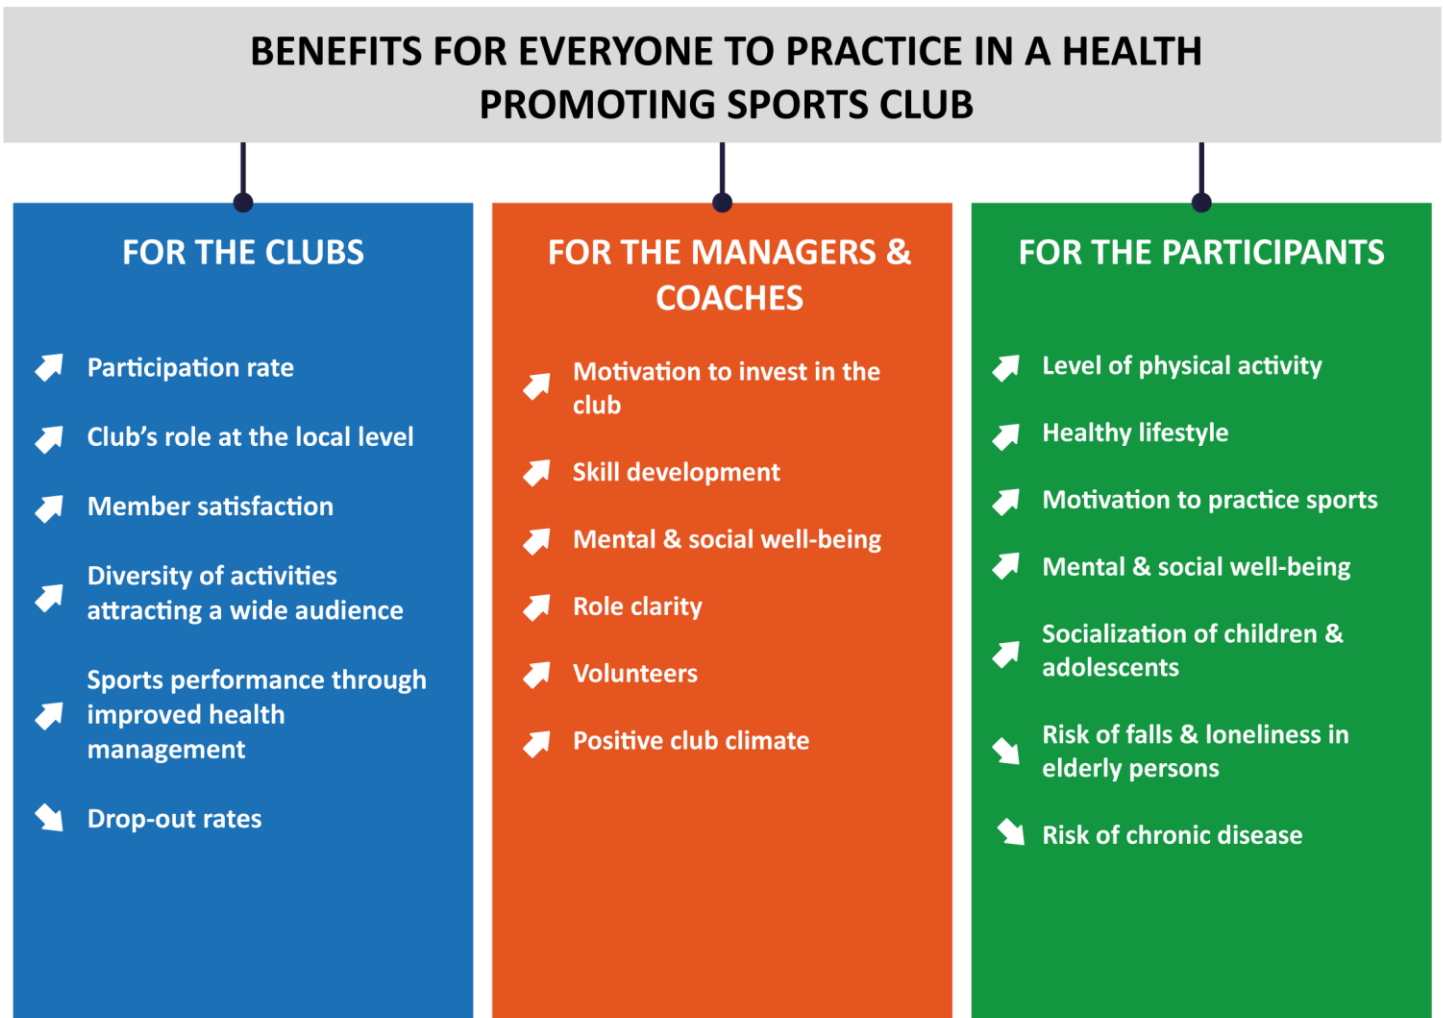 BENEFITS FOR EVERYONE TO PRACTICE IN A HEALTH
PROMOTING SPORTS CLUB
FOR THE CLUBS
Participation rate
Club’s role at the local level
Member satisfaction
Diversity of activities
attracting a wide audience
Sports performance through
improved health
management
Drop-out rates
FOR THE MANAGERS &
COACHES
Motivation to invest in the
club
Skill development
Mental & social well-being
Role clarity
Volunteers
Positive club climate
FOR THE PARTICIPANTS
Level of physical activity
Healthy lifestyle
Motivation to practice sports
Mental & social well-being
Socialization of children &
adolescents
Risk of falls & loneliness in
elderly persons
Risk of chronic disease